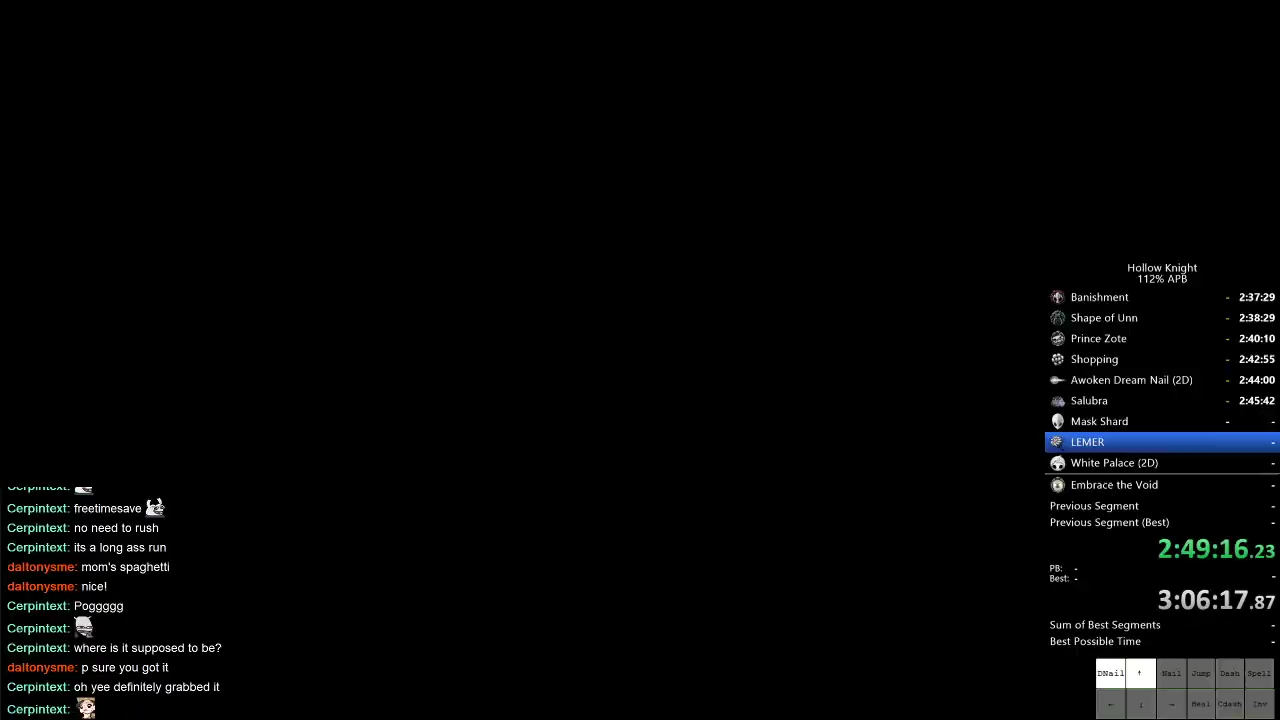 Hollow Knight
112% APB
Banishment - 2:37:29
Shape of Unn - 2:38:29
Prince Zote - 2:40:10
Shopping - 2:42:55
Awoken Dream Nail (2D) - 2:44:00
Salubra - 2:45:42
Mask Shard - -
LEMER -
White Palace (2D) -
Embrace the Void -
Previous Segment -
Previous Segment (Best) -
2:49:16.23
PB: - -
Best: -
3:06:17.87
Sum of Best Segments -
Best Possible Time -
DNail ↑ Nail Jump Dash Spell
← ↓ → Heal Cdash Inv
Cerpintext:
Cerpintext: freetimesave
Cerpintext: no need to rush
Cerpintext: its a long ass run
daltonysme: mom's spaghetti
daltonysme: nice!
Cerpintext: Poggggg
Cerpintext:
Cerpintext: where is it supposed to be?
daltonysme: p sure you got it
Cerpintext: oh yee definitely grabbed it
Cerpintext: